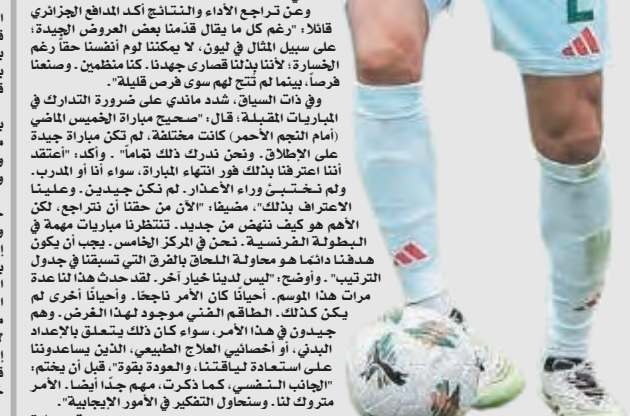 وعن تراجع الأداء والنتائج أكد المدافع الجزائري
قائلا: "رغم كل ما يقال قدّمنا بعض العروض الجيدة؛
على سبيل المثال في ليون، لا يمكننا لوم أنفسنا حقاً رغم
الخسارة؛ لأننا بذلنا قصارى جهدنا. كنا منظمين. وصنعنا
فرصاً، بينما لم تُتح لهم سوى فرص قليلة".
وفي ذات السياق، شدد ماندي على ضرورة التدارك في
المباريات المقبلة؛ قال: "صحيح مباراة الخميس الماضي
(أمام النجم الأحمر) كانت مختلفة، لم تكن مباراة جيدة
على الإطلاق. ونحن ندرك ذلك تماماً" . وأكد: "أعتقد
أننا اعترفنا بذلك فور انتهاء المباراة، سواء أنا أو المدرب.
ولم نختبئ وراء الأعذار. لم نكن جيدين. وعلينا
الاعتراف بذلك"، مضيفا: "الآن من حقنا أن نتراجع، لكن
الأهم هو كيف ننهض من جديد. تنتظرنا مباريات مهمة في
البطولة الفرنسية. نحن في المركز الخامس. يجب أن يكون
هدفنا دائمًا هو محاولة اللحاق بالفرق التي تسبقنا في جدول
الترتيب" . وأوضح: "ليس لدينا خيار آخر. لقد حدث هذا لنا عدة
مرات هذا الموسم. أحيانًا كان الأمر ناجحًا. وأحيانًا أخرى لم
يكن كذلك. الطاقم الفني موجود لهذا الغرض. وهم
جيدون في هذا الأمر، سواء كان ذلك يتعلق بالإعداد
البدني، أو أخصائيي العلاج الطبيعي، الذين يساعدوننا
على استعادة لياقتنا، والعودة بقوة"، قبل أن يختم:
"الجانب النفسي، كما ذكرت، مهم جدًا أيضا. الأمر
متروك لنا. وسنحاول التفكير في الأمور الإيجابية".